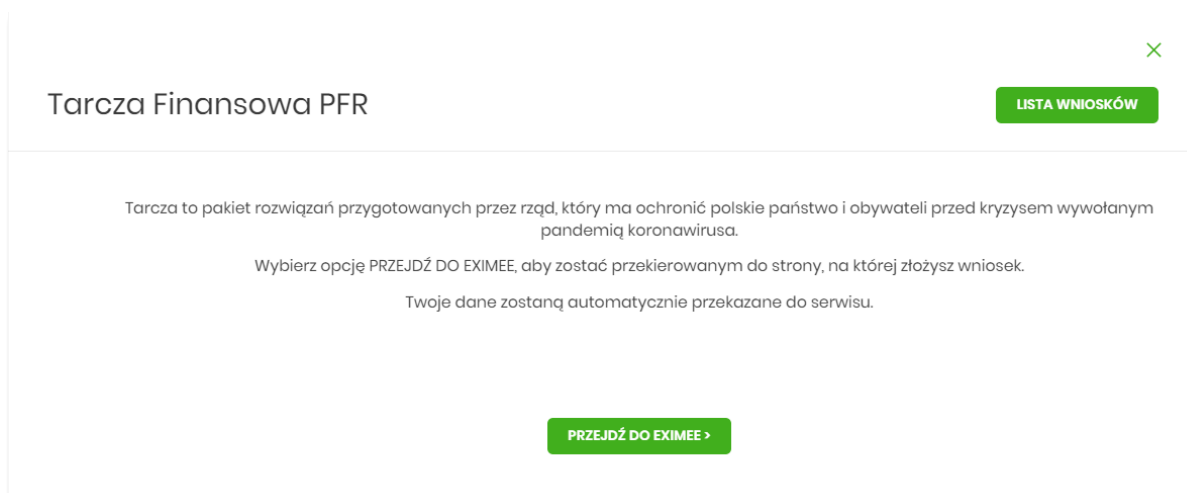 Tarcza Finansowa PFR
LISTA WNIOSKÓW
Tarcza to pakiet rozwiązań przygotowanych przez rząd, który ma ochronić polskie państwo i obywateli przed kryzysem wywołanym
pandemią koronawirusa.
Wybierz opcję PRZEJDŹ DO EXIMEE, aby zostać przekierowanym do strony, na której złożysz wniosek.
Twoje dane zostaną automatycznie przekazane do serwisu.
PRZEJDŹ DO EXIMEE >